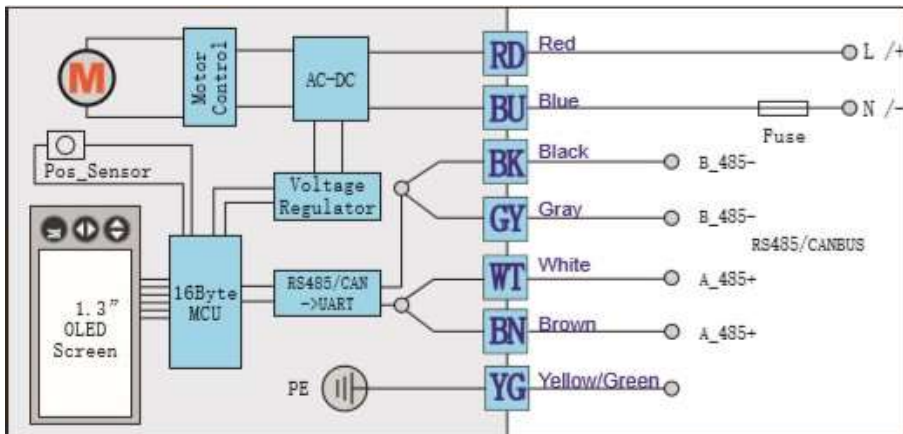 RD Red L /+
M
Motor Control
AC-DC
BU Blue N /-
Fuse
Pos_Sensor
BK Black B_485-
Voltage
Regulator
GY Gray B_485-
RS485/CANBUS
WT White A_485+
1.3”
OLED
Screen
16Byte
MCU
RS485/CAN
->UART
BN Brown A_485+
PE
YG Yellow/Green